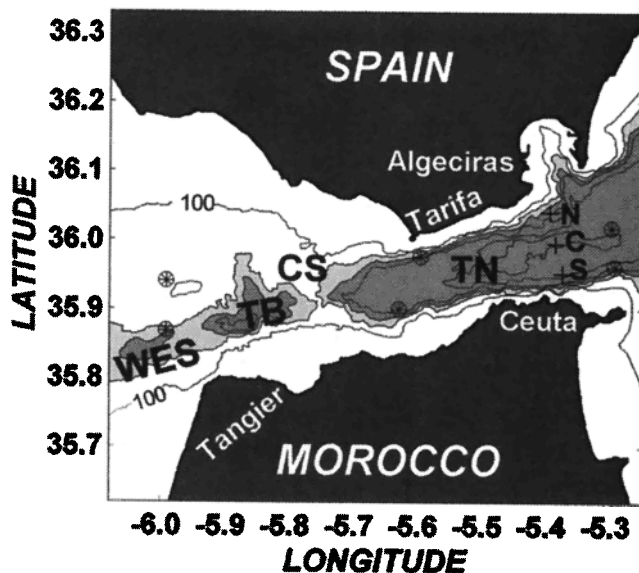 36.3
36.2
36.1
36.0
35.9
35.8
35.7
LATITUDE
SPAIN
Algeciras
Tarifa
100
N
C
S
CS
TN
TB
WES
Ceuta
100
Tangier
MOROCCO
-6.0 -5.9 -5.8 -5.7 -5.6 -5.5 -5.4 -5.3
LONGITUDE